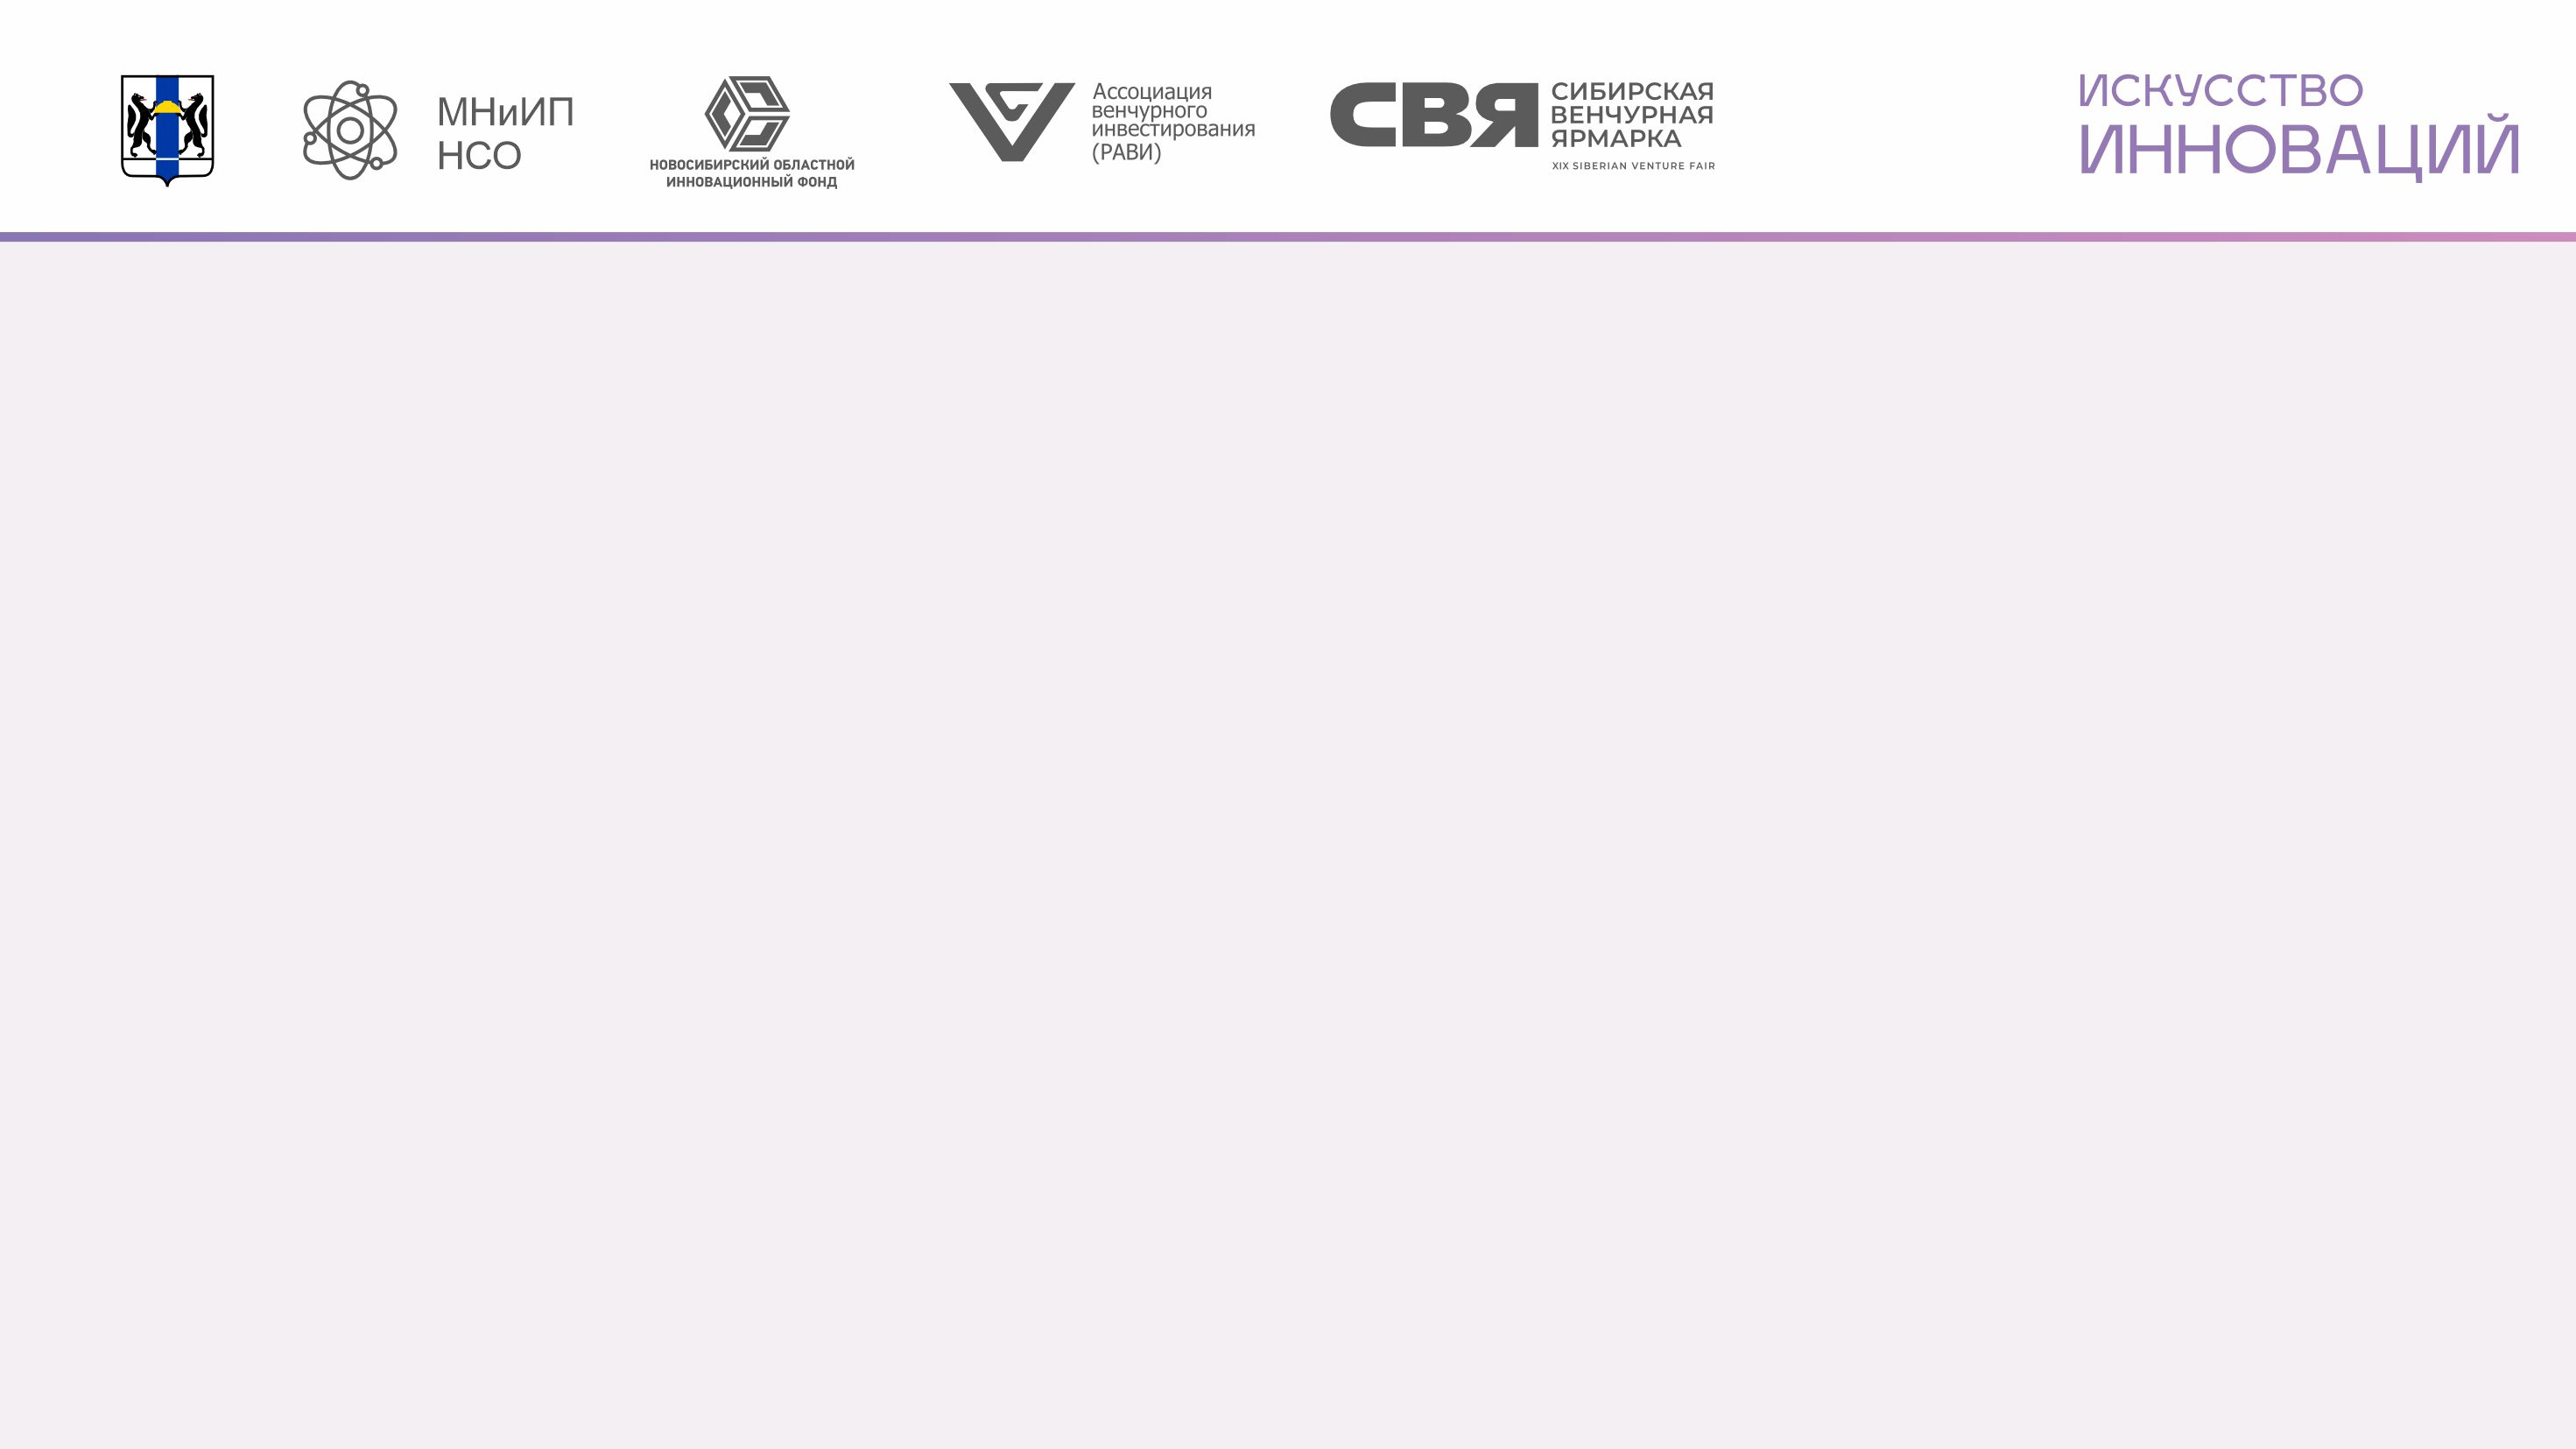 МНиИП
НСО
НОВОСИБИРСКИЙ ОБЛАСТНОЙ
ИННОВАЦИОННЫЙ ФОНД
Ассоциация
венчурного
инвестирования
(РАВИ)
СВЯ
СИБИРСКАЯ
ВЕНЧУРНАЯ
ЯРМАРКА
XIX SIBERIAN VENTURE FAIR
ИСКУССТВО
ИННОВАЦИЙ